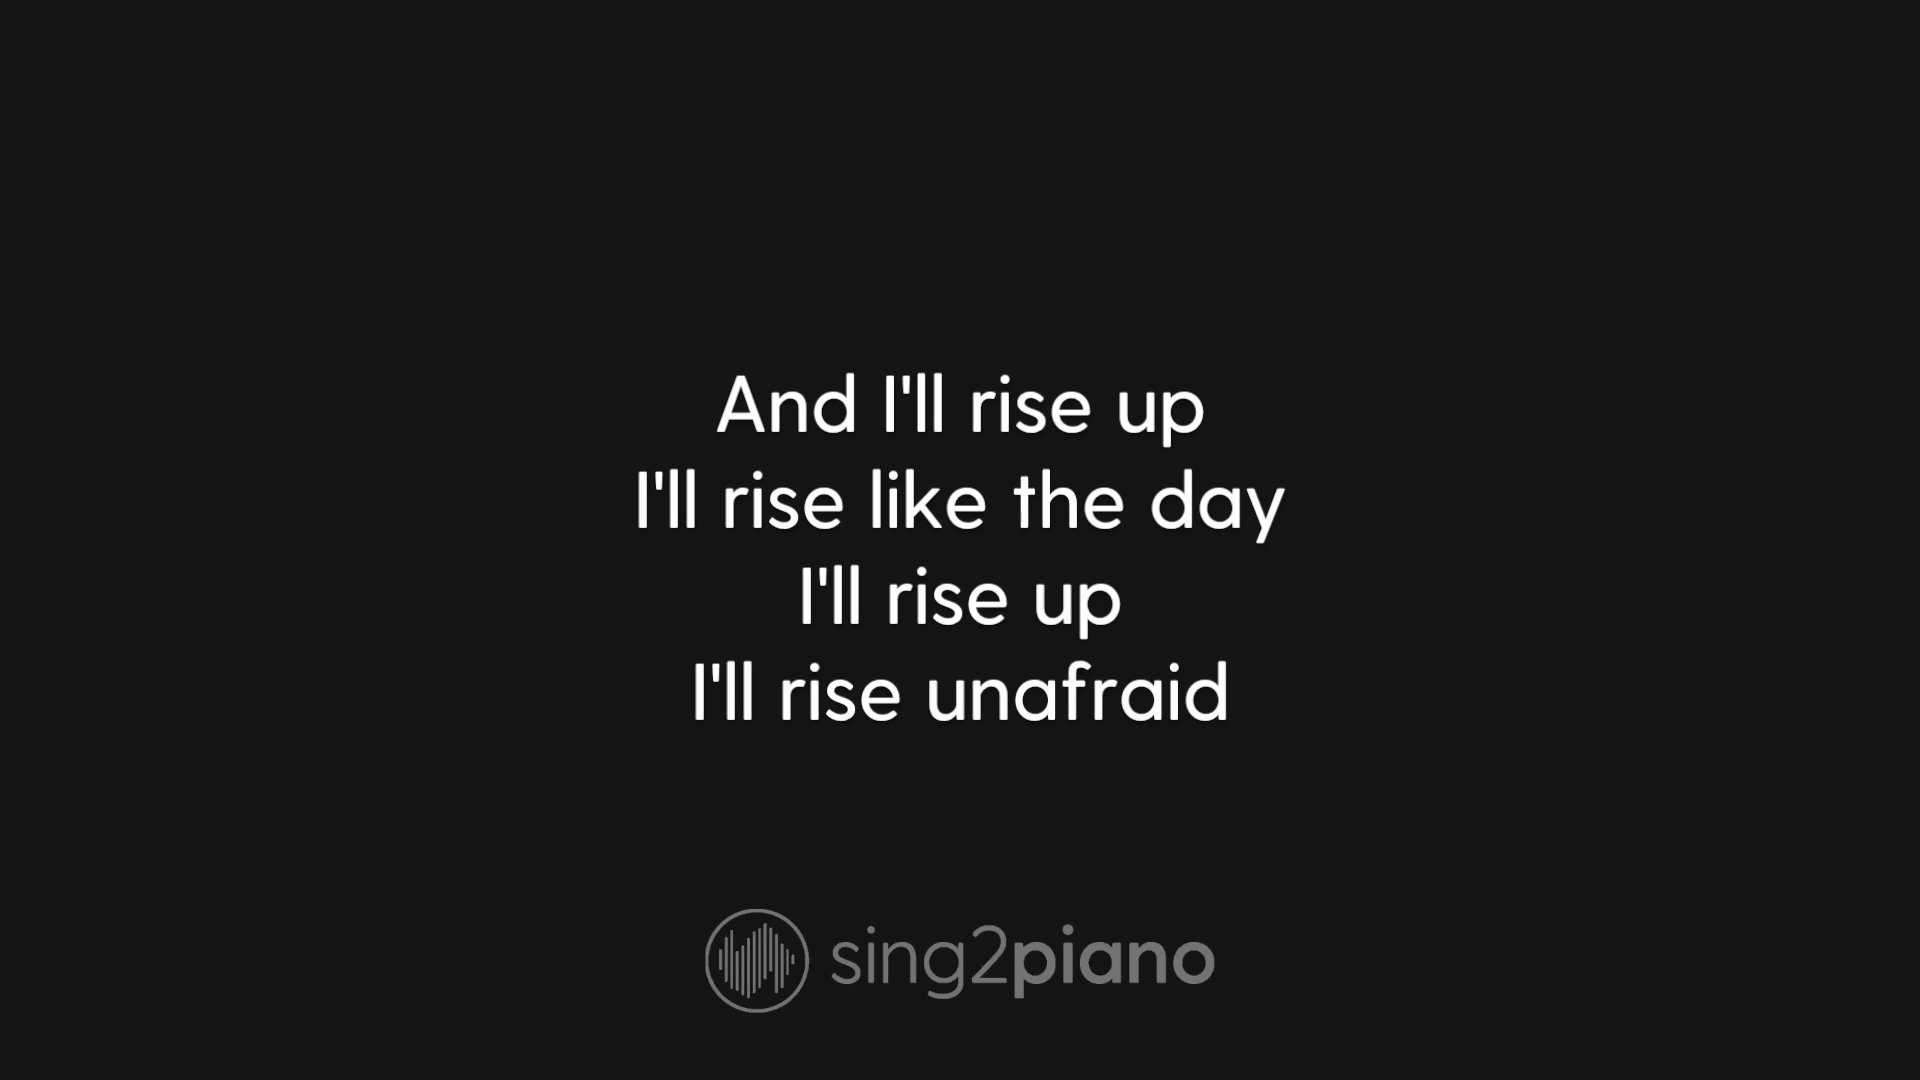 And I'll rise up
I'll rise like the day
I'll rise up
I'll rise unafraid
sing2piano